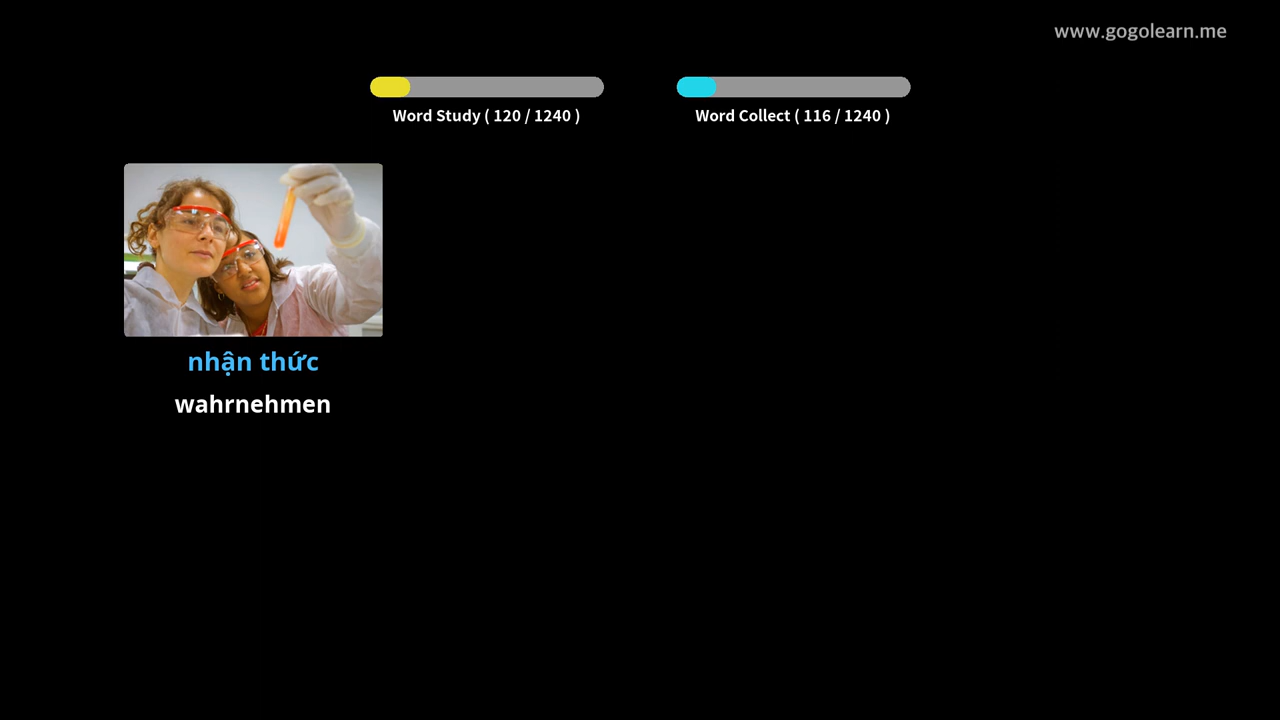 www.gogolearn.me
Word Study ( 120 / 1240 )
Word Collect ( 116 / 1240 )
nhận thức
wahrnehmen